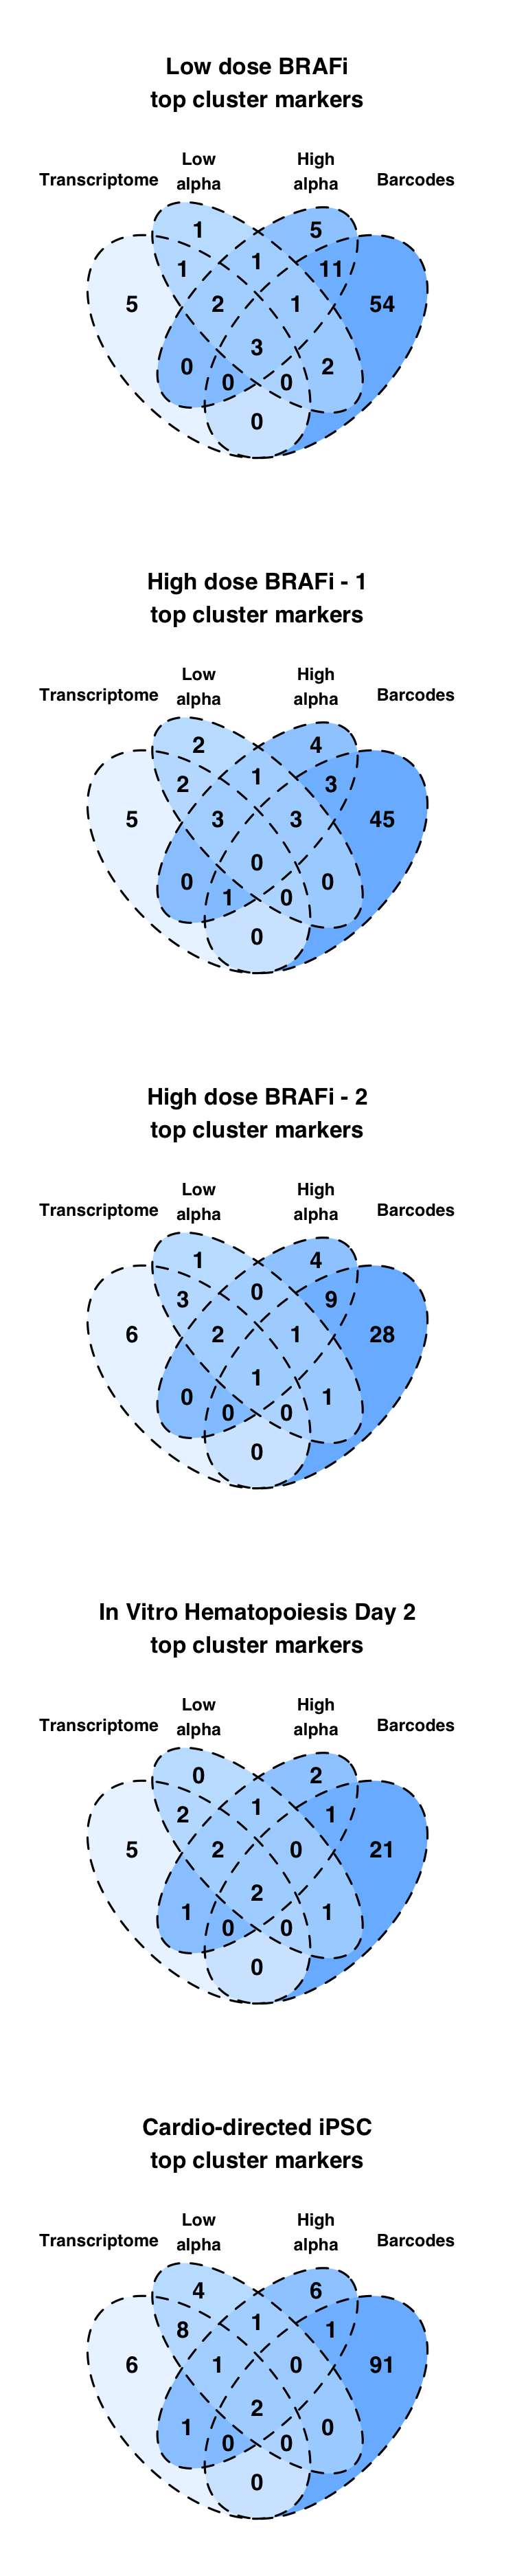 Low dose BRAFi
top cluster markers
Low High
Transcriptome alpha alpha Barcodes
1 5
1 1 11
5 2 1 54
3
0 2
0 0
0
High dose BRAFi - 1
top cluster markers
Low High
Transcriptome alpha alpha Barcodes
2 4
2 1 3
5 3 3 45
0
0 0
1 0
0
High dose BRAFi - 2
top cluster markers
Low High
Transcriptome alpha alpha Barcodes
1 4
3 0 9
6 2 1 28
1
0 1
0 0
0
In Vitro Hematopoiesis Day 2
top cluster markers
Low High
Transcriptome alpha alpha Barcodes
0 2
2 1 1
5 2 0 21
2
1 1
0 0
0
Cardio-directed iPSC
top cluster markers
Low High
Transcriptome alpha alpha Barcodes
4 6
8 1 1
6 1 0 91
2
1 0
0 0
0